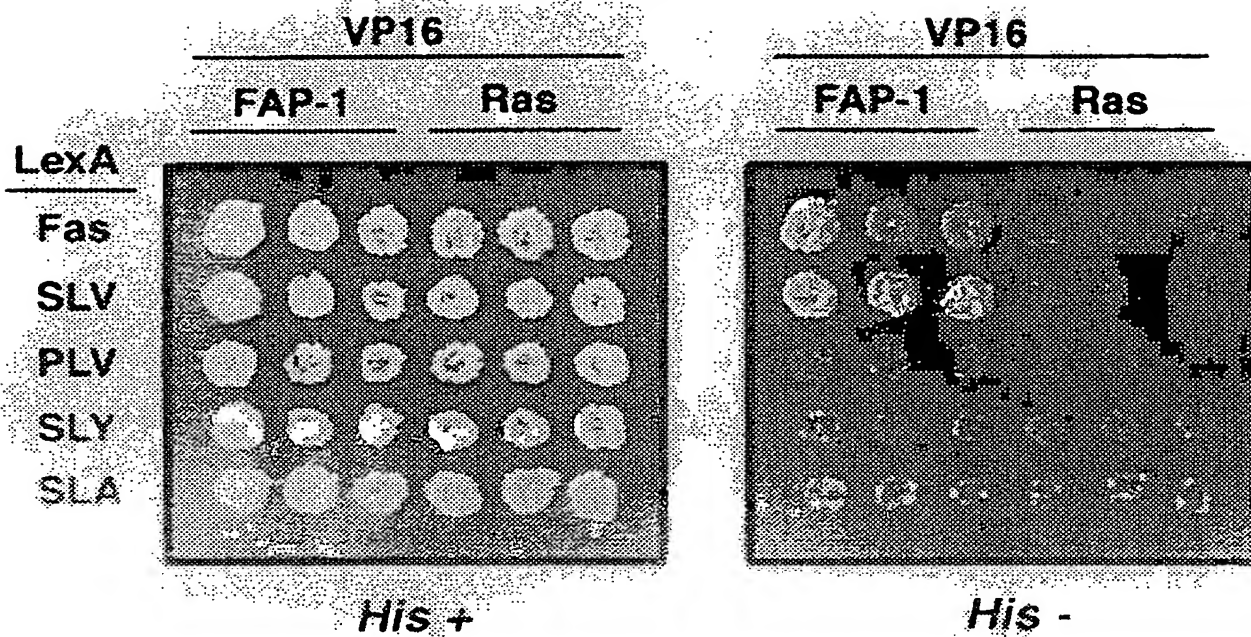 VP16 VP16
FAP-1 Ras FAP-1 Ras
LexA
Fas
SLV
PLV
SLY
SLA
His + His -